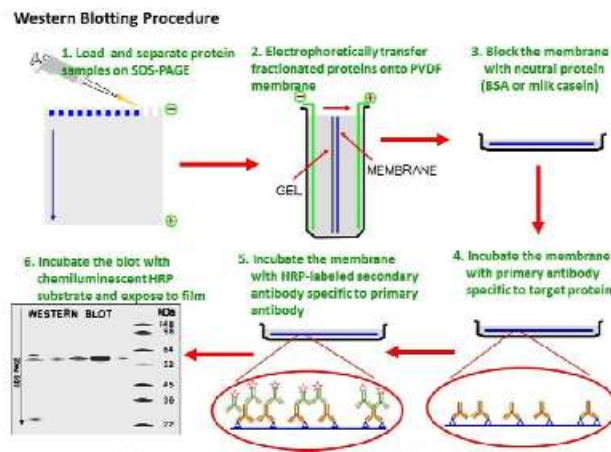 Western Blotting Procedure
1. Load and separate protein
samples on SDS-PAGE
2. Electrophoretically transfer
fractionated proteins onto PVDF
membrane
3. Block the membrane
with neutral protein
(BSA or milk casein)
GEL
MEMBRANE
4. Incubate the membrane
with primary antibody
specific to target protein
5. Incubate the membrane
with HRP-labeled secondary
antibody specific to primary
antibody
6. Incubate the blot with
chemiluminescent HRP
substrate and expose to film
WESTERN BLOT
kDa
SDS PAGE